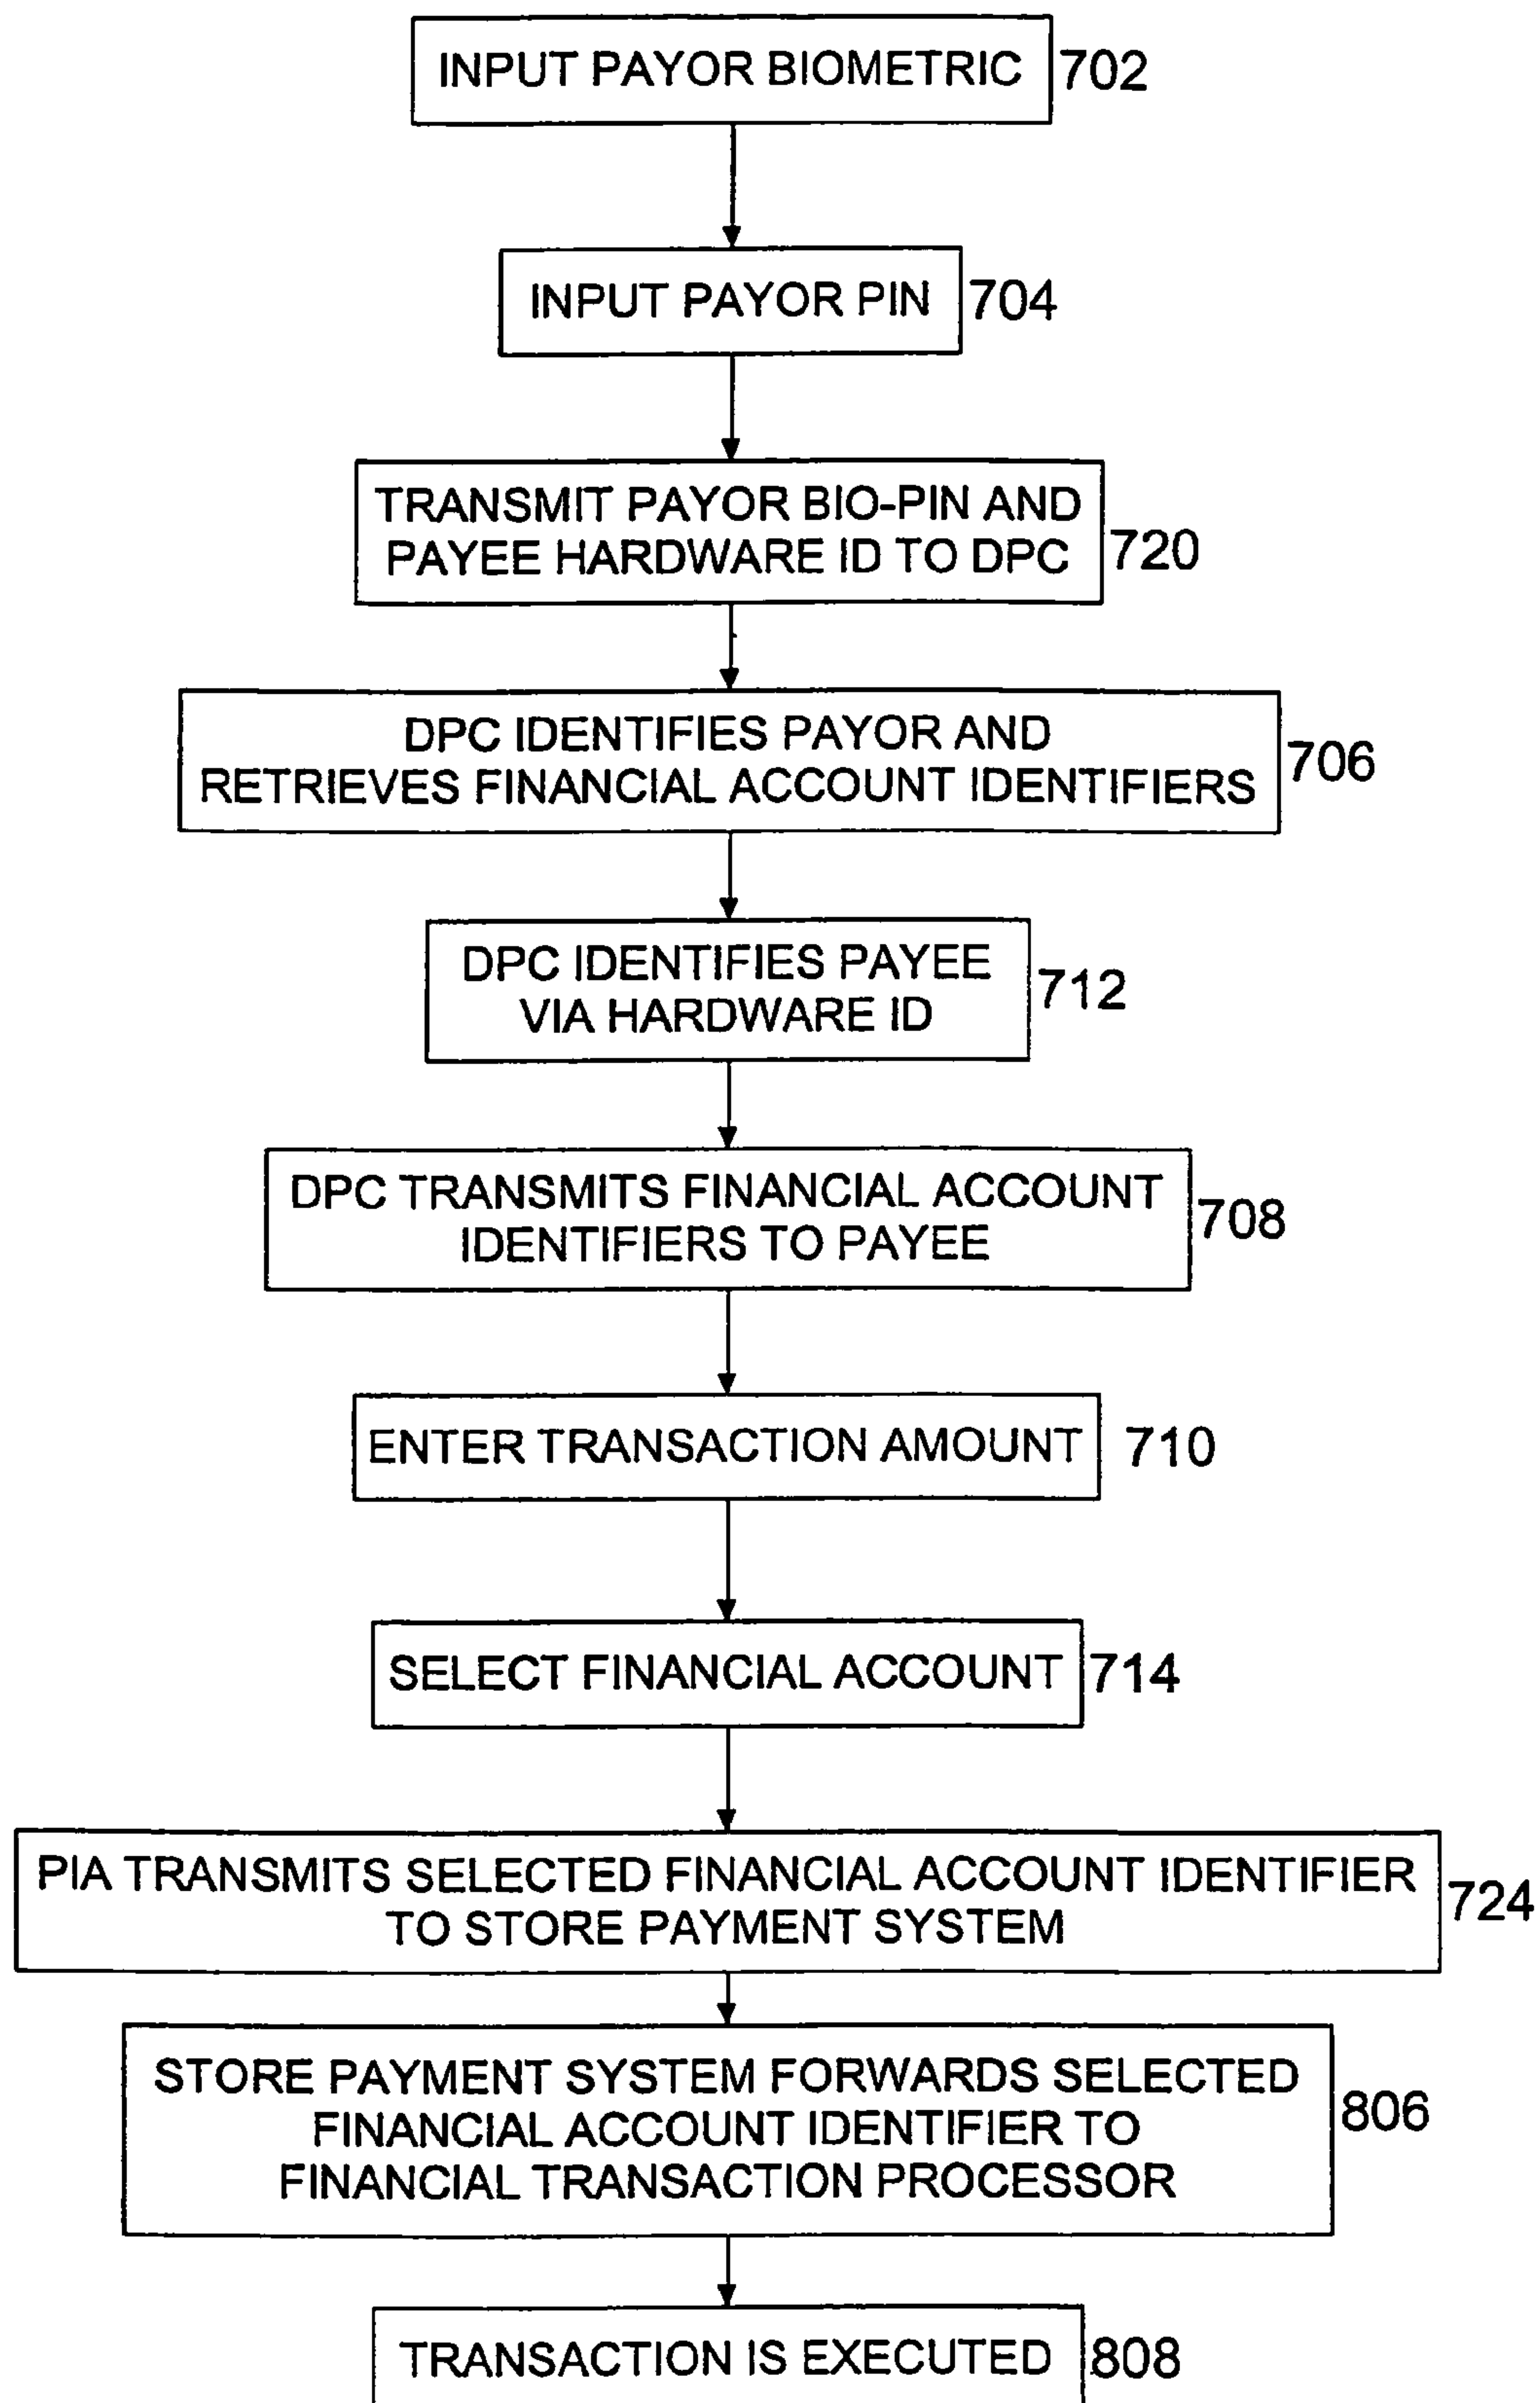 INPUT PAYOR BIOMETRIC 702
INPUT PAYOR PIN 704
TRANSMIT PAYOR BIO-PIN AND
PAYEE HARDWARE ID TO DPC 720
DPC IDENTIFIES PAYOR AND
RETRIEVES FINANCIAL ACCOUNT IDENTIFIERS 706
DPC IDENTIFIES PAYEE
VIA HARDWARE ID 712
DPC TRANSMITS FINANCIAL ACCOUNT
IDENTIFIERS TO PAYEE 708
ENTER TRANSACTION AMOUNT 710
SELECT FINANCIAL ACCOUNT 714
PIA TRANSMITS SELECTED FINANCIAL ACCOUNT IDENTIFIER
TO STORE PAYMENT SYSTEM 724
STORE PAYMENT SYSTEM FORWARDS SELECTED
FINANCIAL ACCOUNT IDENTIFIER TO 806
FINANCIAL TRANSACTION PROCESSOR
TRANSACTION IS EXECUTED 808